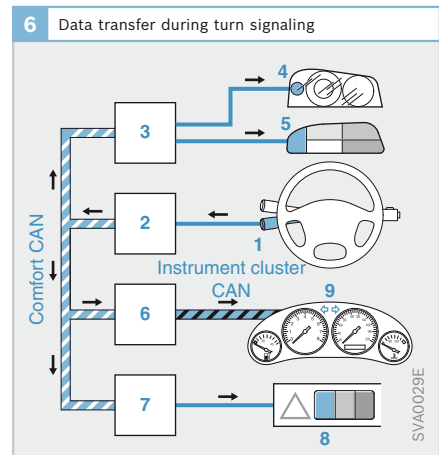 6 Data transfer during turn signaling
4
3
5
2
1
Comfort CAN
Instrument cluster
CAN
9
6
7
8
SVA0029E